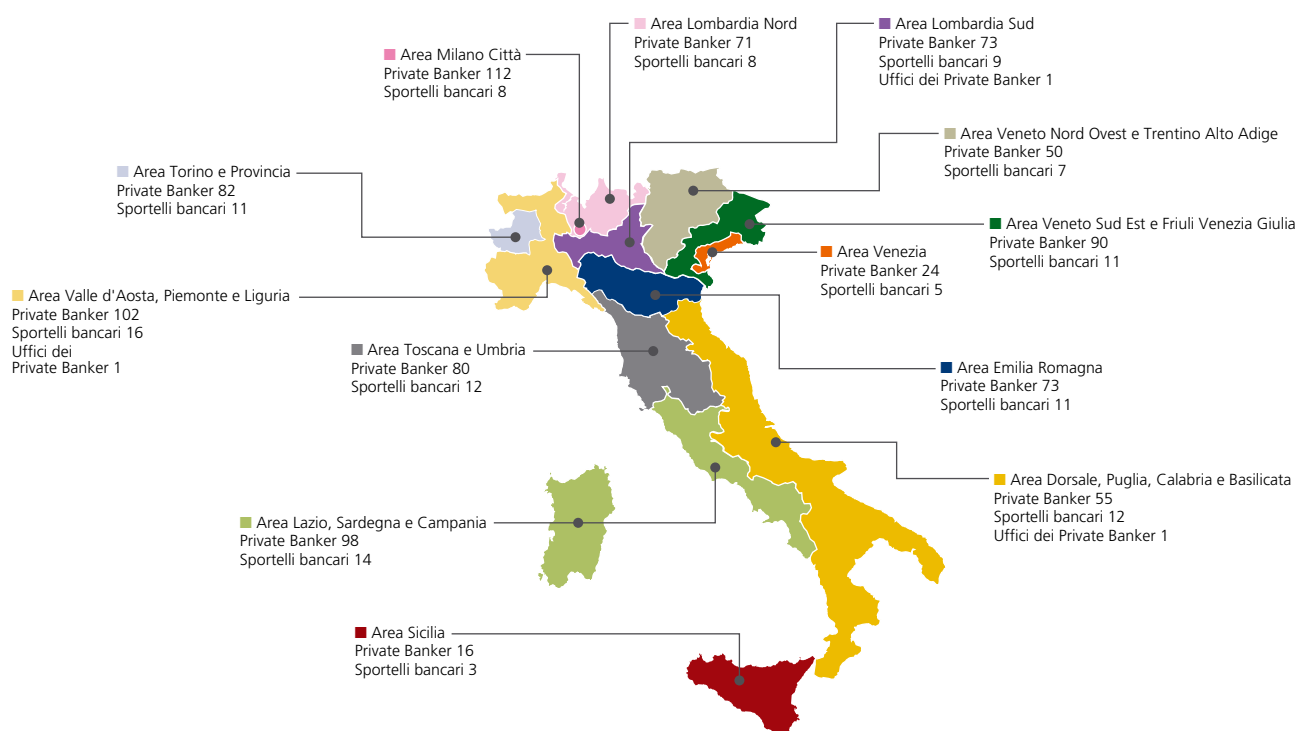 Area Lombardia Nord
Private Banker 71
Sportelli bancari 8
Area Lombardia Sud
Private Banker 73
Sportelli bancari 9
Uffici dei Private Banker 1
Area Milano Città
Private Banker 112
Sportelli bancari 8
Area Veneto Nord Ovest e Trentino Alto Adige
Private Banker 50
Sportelli bancari 7
Area Torino e Provincia
Private Banker 82
Sportelli bancari 11
Area Veneto Sud Est e Friuli Venezia Giulia
Private Banker 90
Sportelli bancari 11
Area Venezia
Private Banker 24
Sportelli bancari 5
Area Valle d'Aosta, Piemonte e Liguria
Private Banker 102
Sportelli bancari 16
Uffici dei
Private Banker 1
Area Toscana e Umbria
Private Banker 80
Sportelli bancari 12
Area Emilia Romagna
Private Banker 73
Sportelli bancari 11
Area Dorsale, Puglia, Calabria e Basilicata
Private Banker 55
Sportelli bancari 12
Uffici dei Private Banker 1
Area Lazio, Sardegna e Campania
Private Banker 98
Sportelli bancari 14
Area Sicilia
Private Banker 16
Sportelli bancari 3